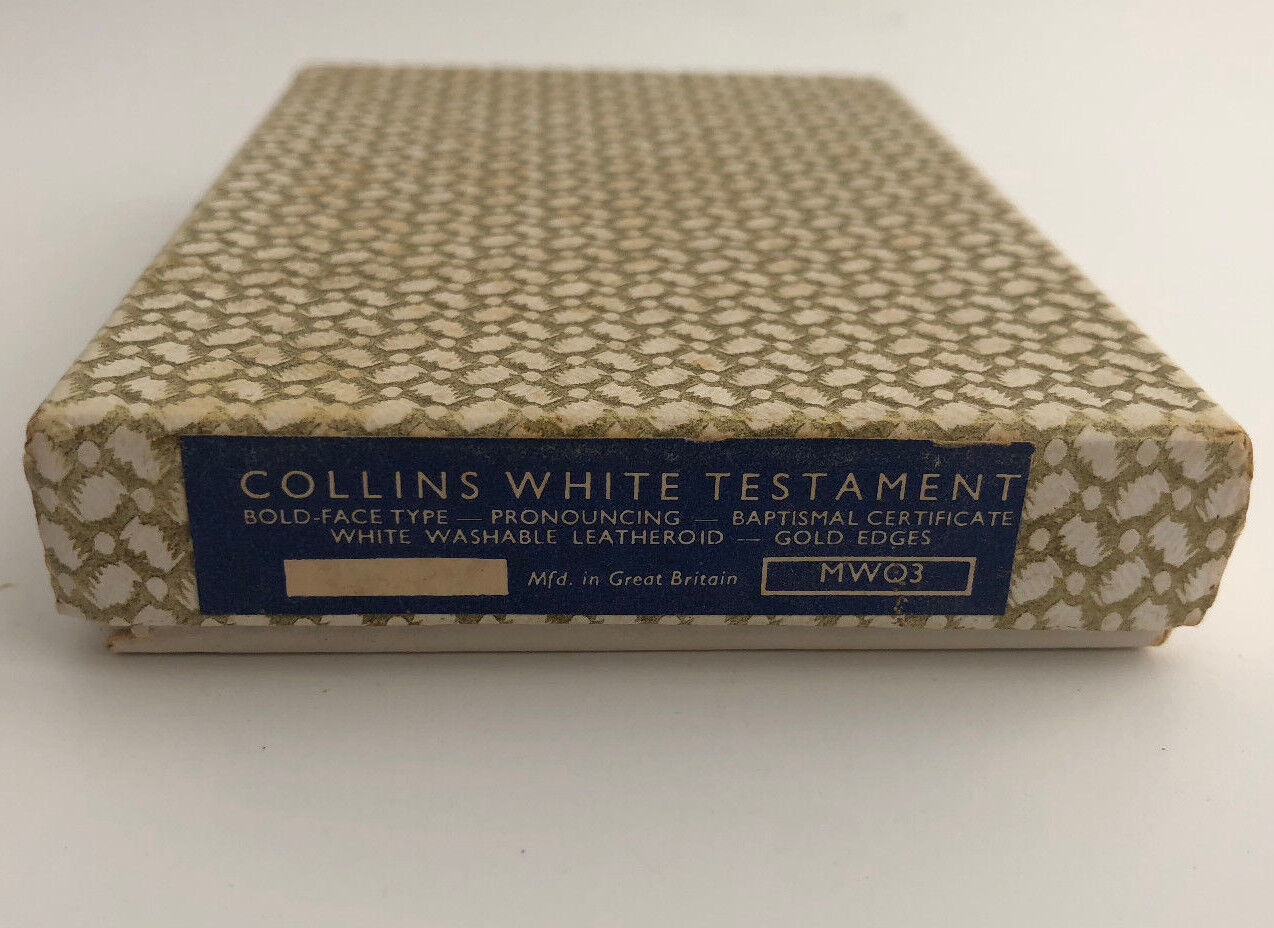 COLLINS WHITE TESTAMENT
BOLD-FACE TYPE — PRONOUNCING — BAPTISMAL CERTIFICATE
WHITE WASHABLE LEATHEROID — GOLD EDGES
Mfd. in Great Britain MWQ3